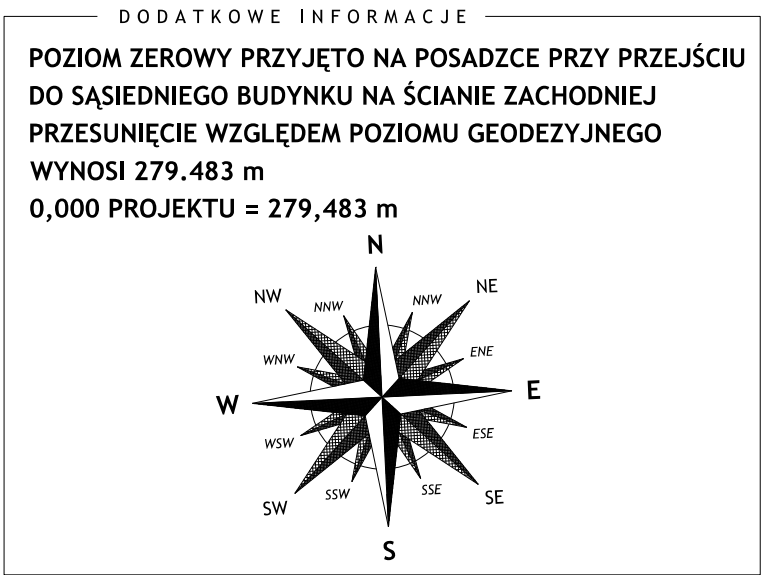 DODATKOWE INFORMACJE
POZIOM ZEROWY PRZYJĘTO NA POSADZCE PRZY PRZEJŚCIU
DO SĄSIEDNIEGO BUDYNKU NA ŚCIANIE ZACHODNIEJ
PRZESUNIĘCIE WZGLĘDEM POZIOMU GEODEZYJNEGO
WYNOSI 279.483 m
0,000 PROJEKTU = 279,483 m
N
NW
NNW
NNW
NE
WNW
ENE
W
E
WSW
ESE
SW
SSW
SSE
SE
S